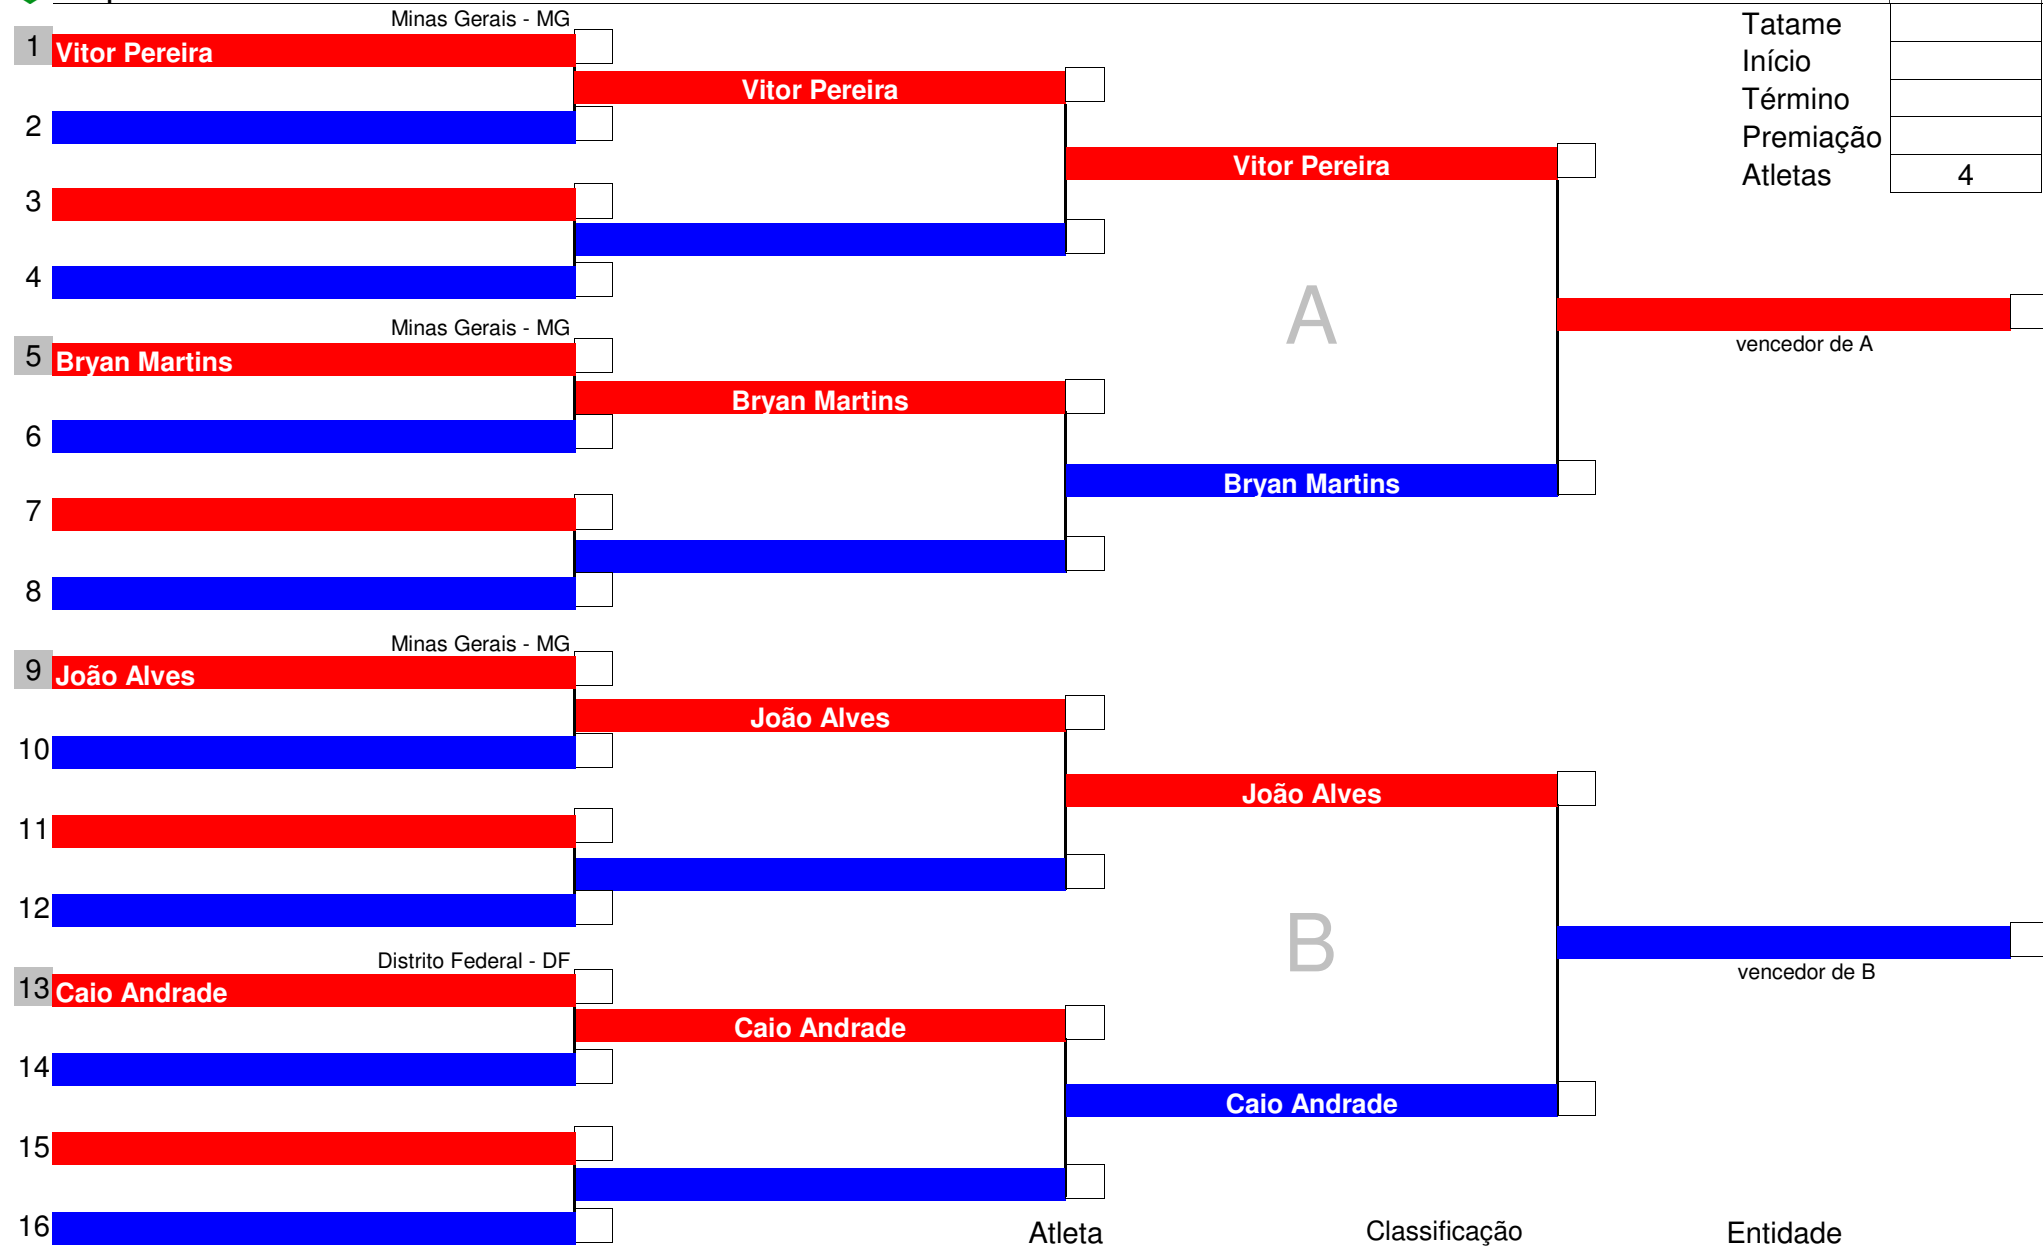 Minas Gerais - MG
Tatame
1 Vitor Pereira
Início
Vitor Pereira
Término
2
Premiação
Vitor Pereira
Atletas 4
3
4
A
Minas Gerais - MG
vencedor de A
5 Bryan Martins
Bryan Martins
6
Bryan Martins
7
8
Minas Gerais - MG
9 João Alves
João Alves
10
João Alves
11
12
B
Distrito Federal - DF
vencedor de B
13 Caio Andrade
Caio Andrade
14
Caio Andrade
15
16
Atleta Classificação Entidade